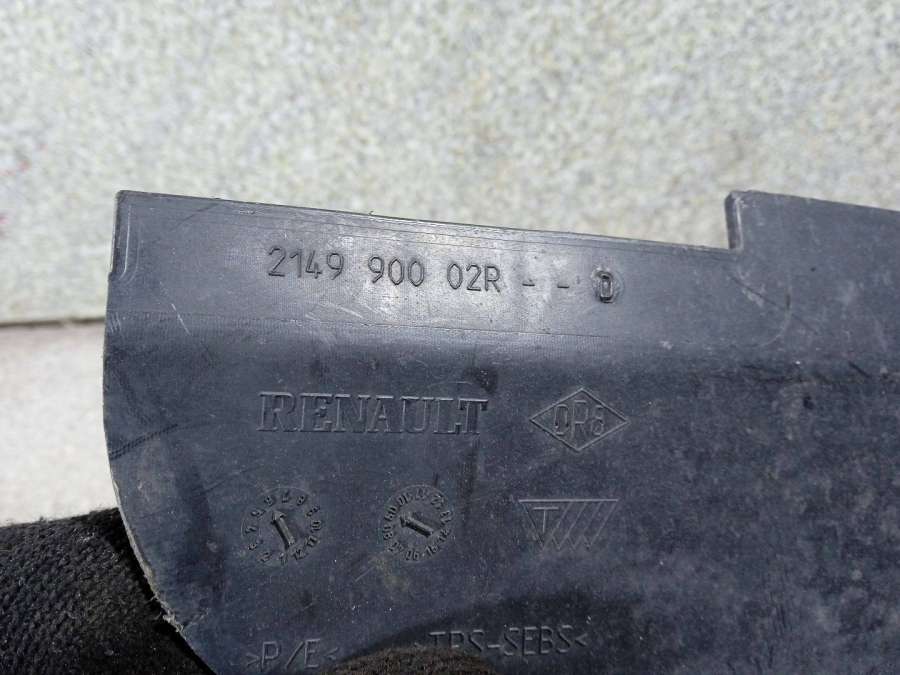 2149 900 02R - - D
RENAULT
>P/E<
TPS-SEBS<